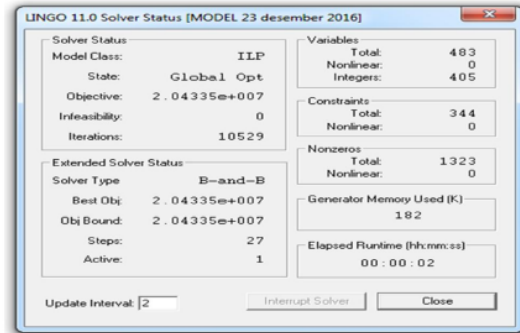 LINGO 11.0 Solver Status [MODEL 23 desember 2016]
Solver Status
Model Class: ILP
State: Global Opt
Objective: 2.04335e+007
Infeasibility: 0
Iterations: 10529
Extended Solver Status
Solver Type B-and-B
Best Obj: 2.04335e+007
Obj Bound: 2.04335e+007
Steps: 27
Active: 1
Variables
Total: 483
Nonlinear: 0
Integers: 405
Constraints
Total: 344
Nonlinear: 0
Nonzeros
Total: 1323
Nonlinear: 0
Generator Memory Used (K)
182
Elapsed Runtime (hh:mm:ss)
00:00:02
Update Interval: 2
Interrupt Solver
Close